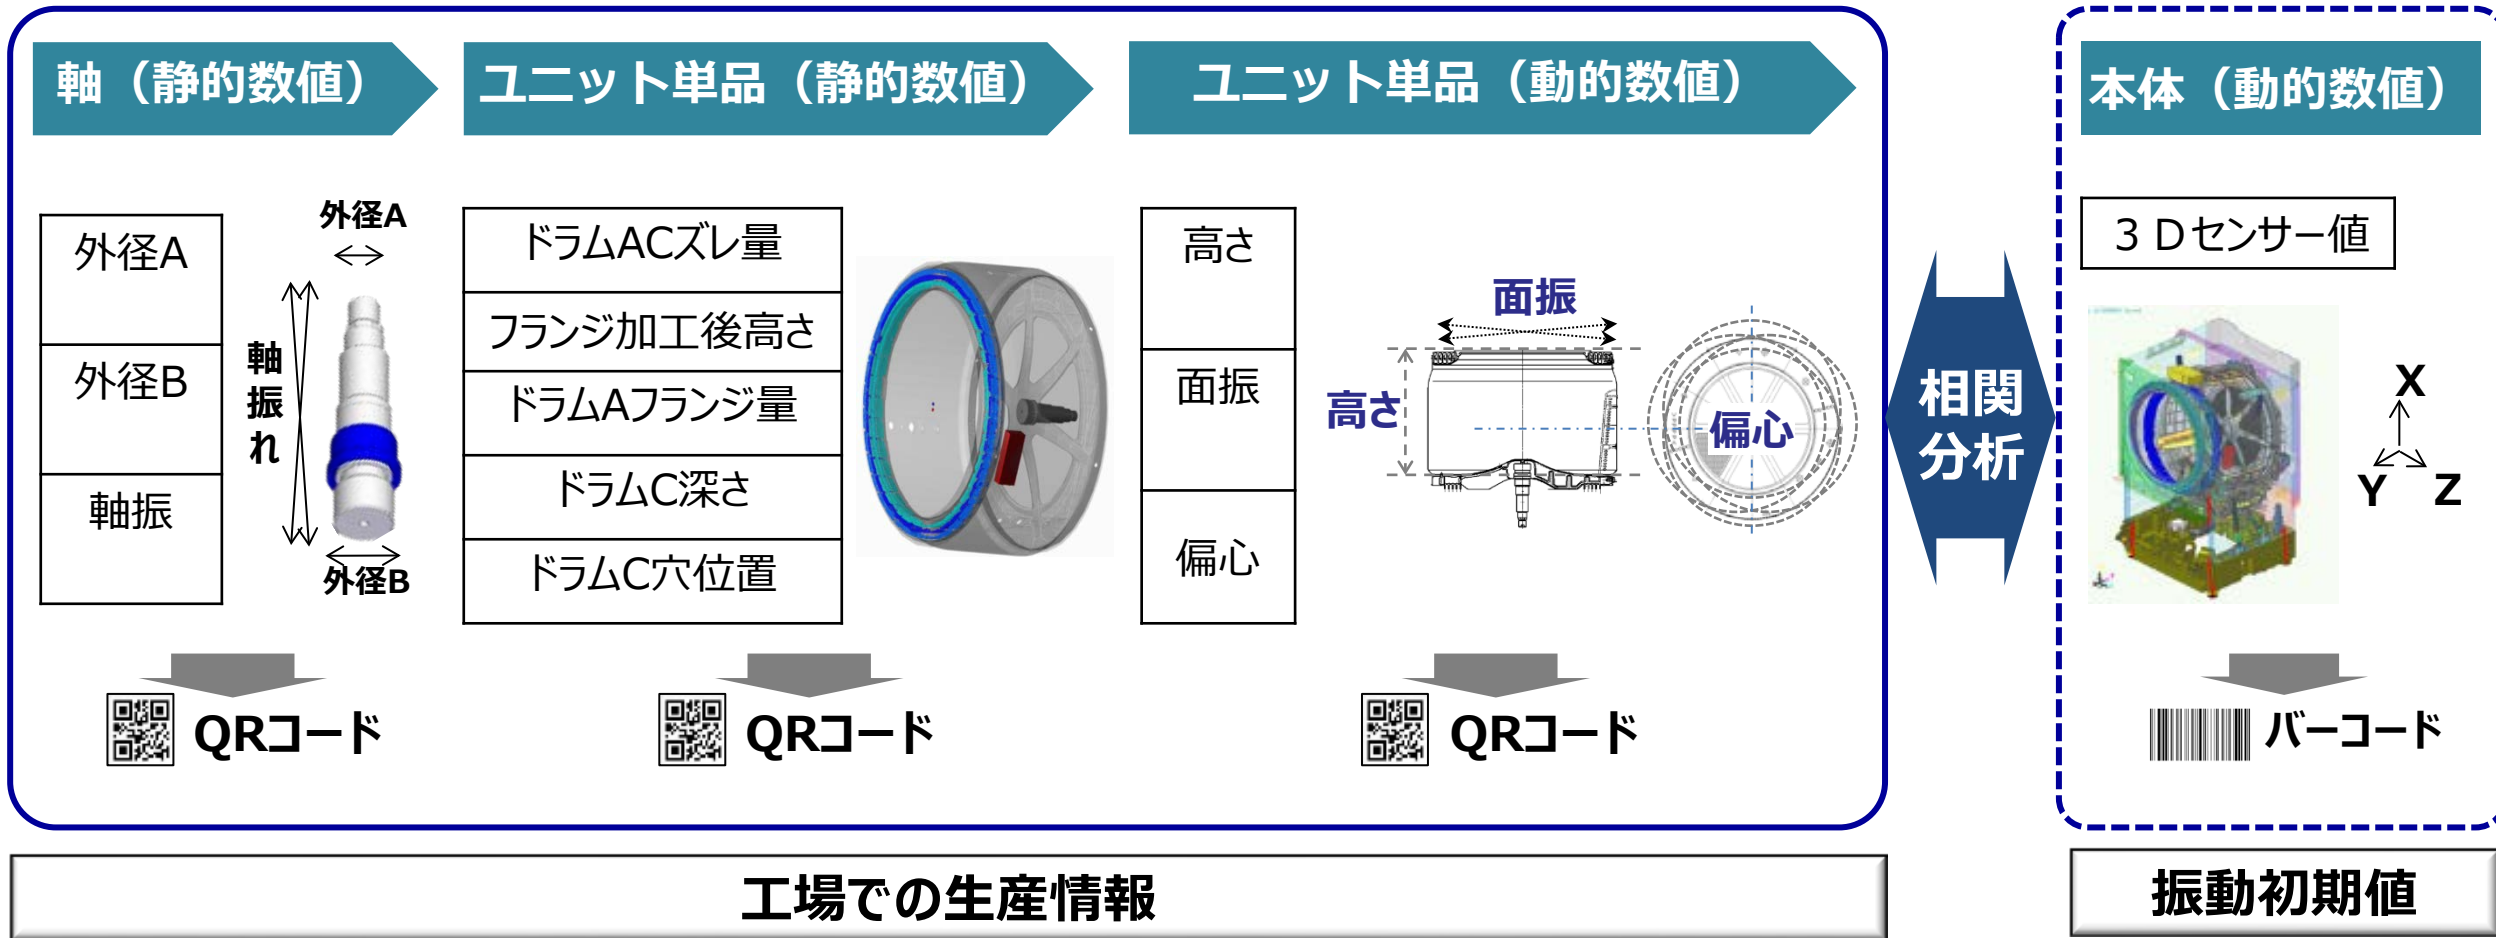 軸（静的数値）
ユニット単品（静的数値）
ユニット単品（動的数値）
本体（動的数値）
外径A
外径B
軸振
外径A
軸振れ
外径B
ドラムACズレ量
フランジ加工後高さ
ドラムAフランジ量
ドラムC深さ
ドラムC穴位置
高さ
面振
偏心
面振
高さ
偏心
相関
分析
３Ｄセンサー値
X
Y
Z
QRコード
QRコード
QRコード
バーコード
工場での生産情報
振動初期値